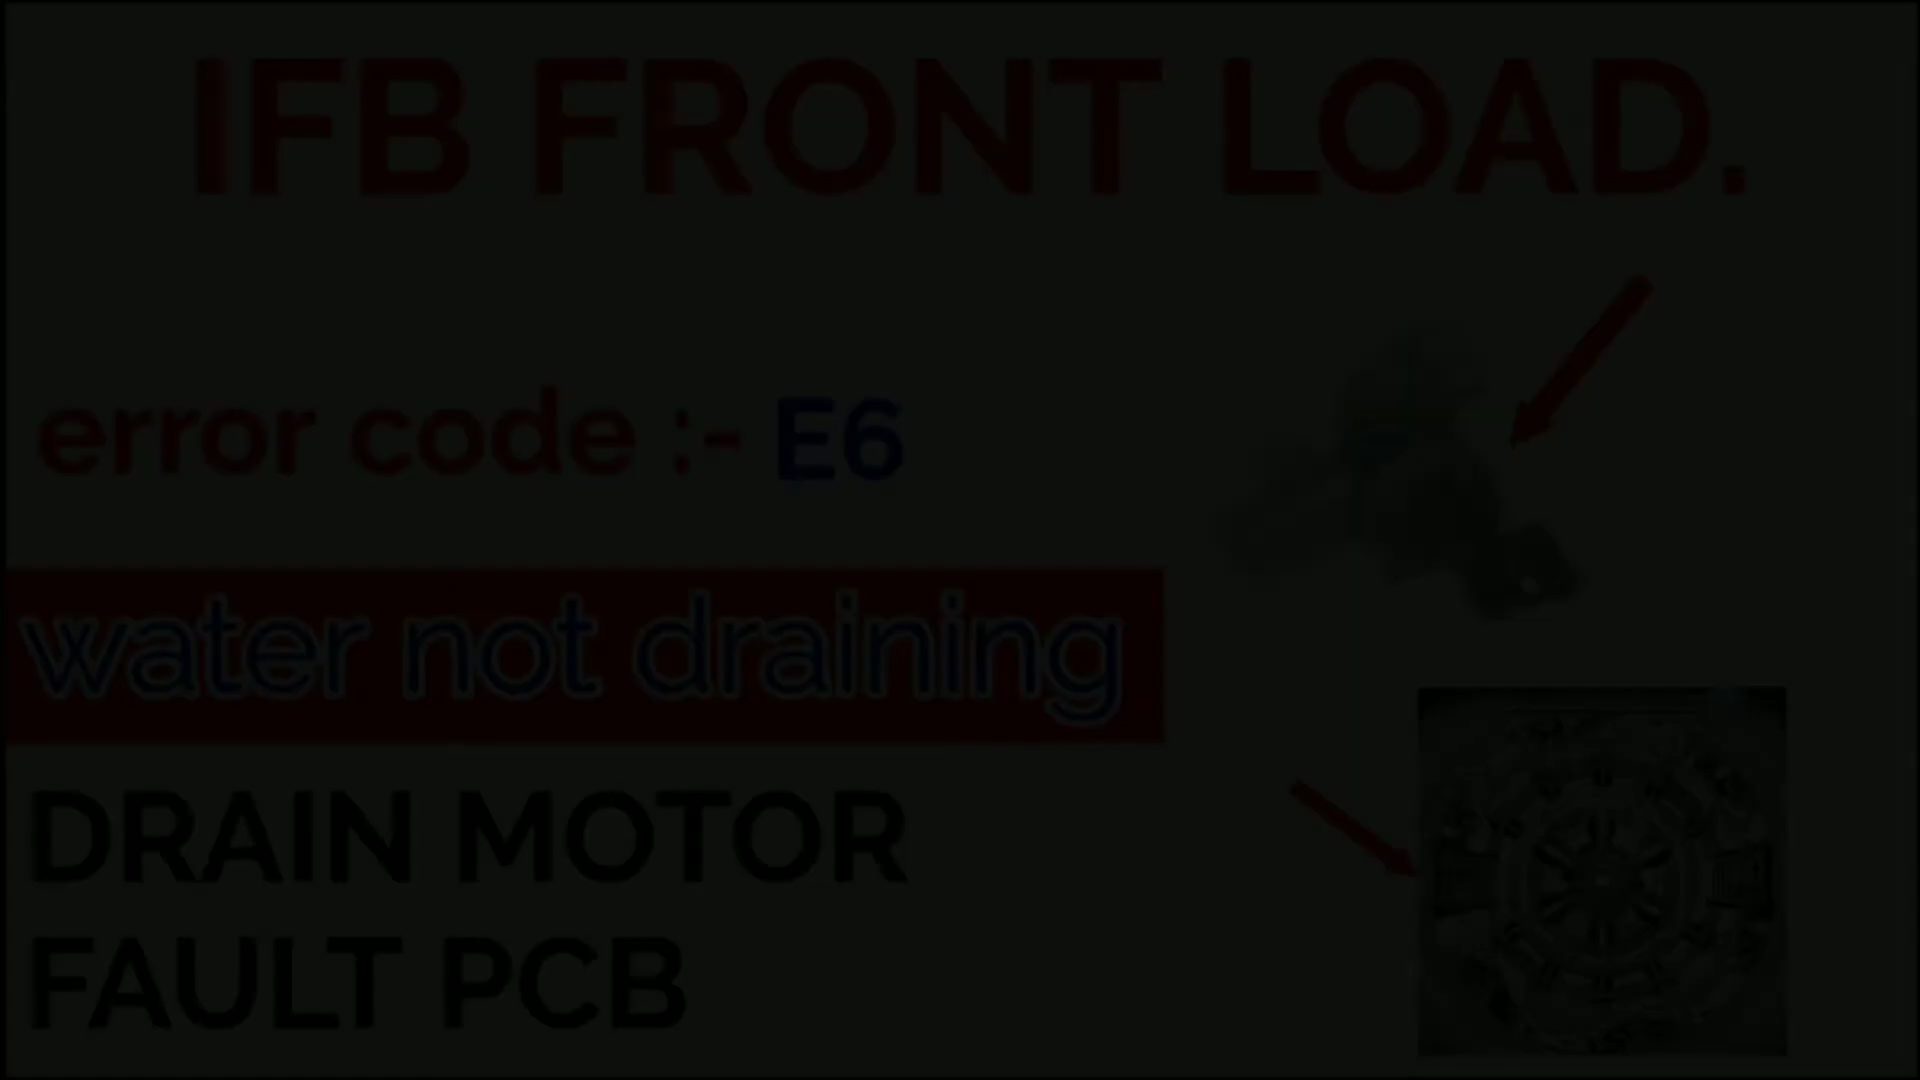 IFB FRONT LOAD.
error code :- E6
water not draining
DRAIN MOTOR
FAULT PCB